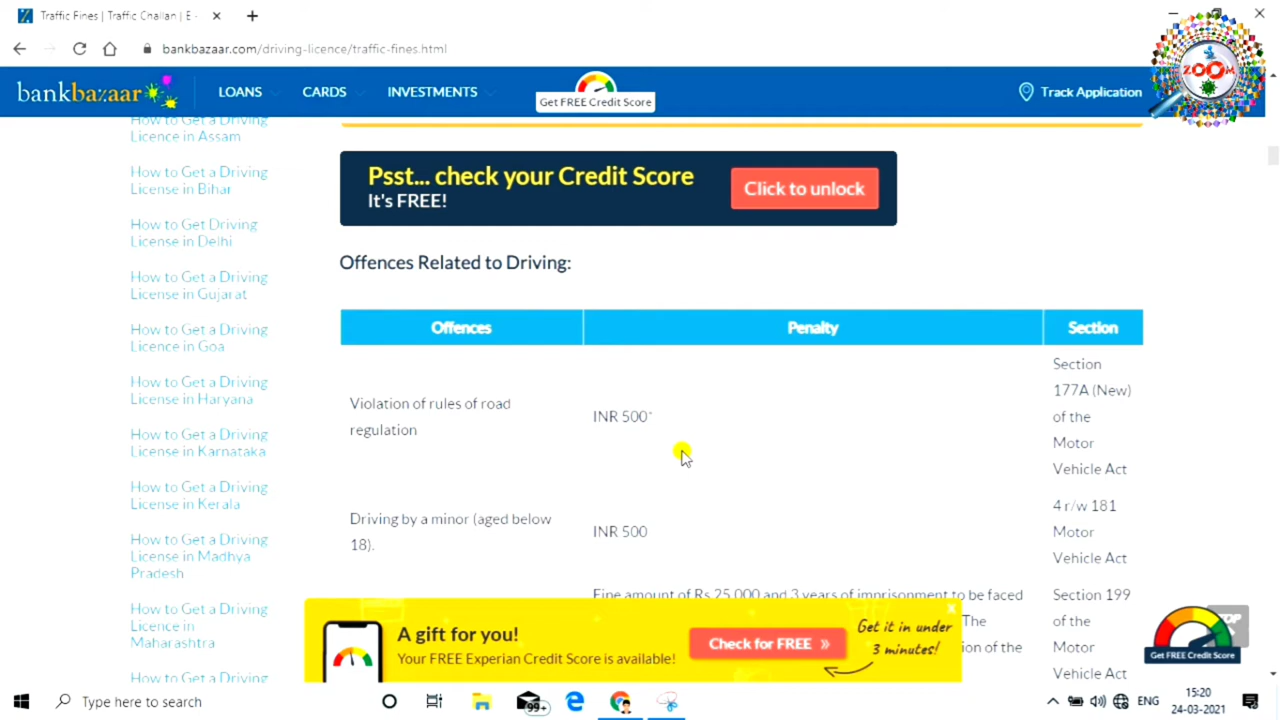 Traffic Fines | Traffic Challan | E -
bankbazaar.com/driving-licence/traffic-fines.html
bankbazaar
LOANS
CARDS
INVESTMENTS
Get FREE Credit Score
Track Application
ZOOM
How to Get a Driving
Licence in Assam
How to Get a Driving
License in Bihar
How to Get Driving
License in Delhi
How to Get a Driving
License in Gujarat
How to Get a Driving
Licence in Goa
How to Get a Driving
License in Haryana
How to Get a Driving
License in Karnataka
How to Get a Driving
License in Kerala
How to Get a Driving
License in Madhya
Pradesh
How to Get a Driving
Licence in
Maharashtra
How to Get a Driving
Psst... check your Credit Score
It's FREE!
Click to unlock
Offences Related to Driving:
Offences Penalty Section
Violation of rules of road
regulation
INR 500*
Section
177A (New)
of the
Motor
Vehicle Act
Driving by a minor (aged below
18).
INR 500
4 r/w 181
Motor
Vehicle Act
Fine amount of Rs.25,000 and 3 years of imprisonment to be faced
The
ion of the
Section 199
of the
Motor
Vehicle Act
A gift for you!
Your FREE Experian Credit Score is available!
Check for FREE »
Get it in under
3 minutes!
X
TOP
Get FREE Credit Score
Type here to search
99+
ENG
15:20
24-03-2021